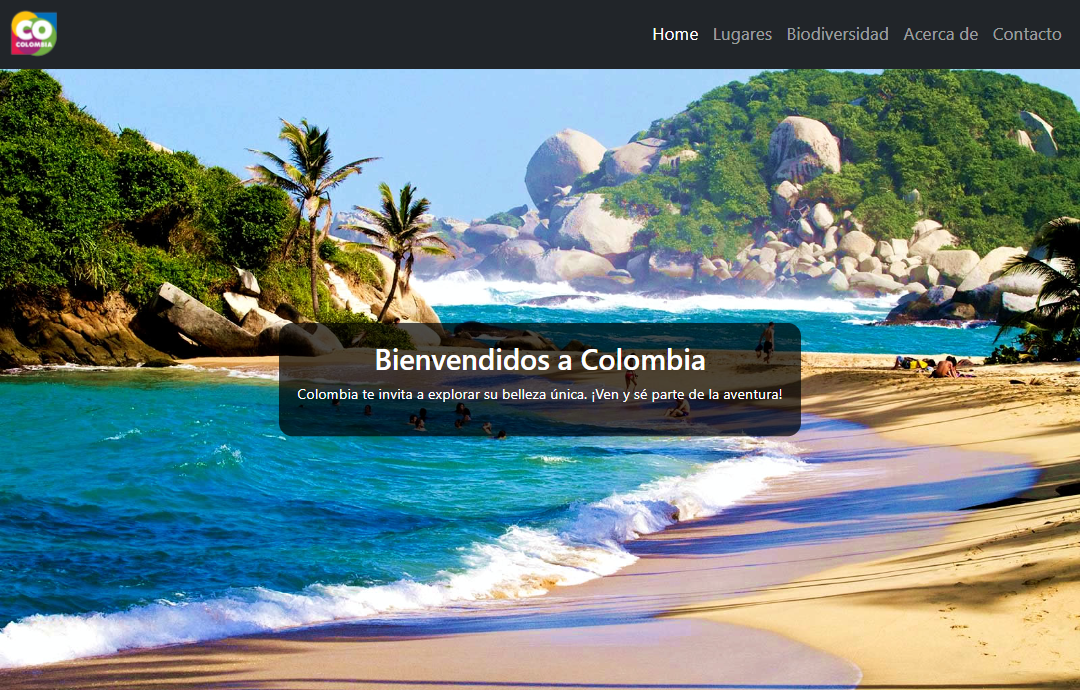 CO
COLOMBIA
Home Lugares Biodiversidad Acerca de Contacto
Bienvendidos a Colombia
Colombia te invita a explorar su belleza única. ¡Ven y sé parte de la aventura!